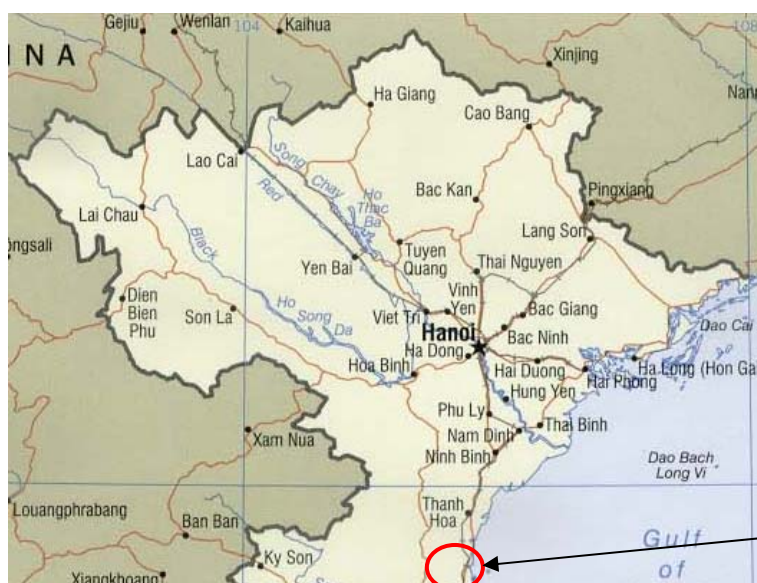 Gejiu
Wenlan
104
Kaihua
108
I N A
Xinjing
Ha Giang
Cao Bang
Lao Cai
Song Chay
Red
Ho
Thac
Ba
Bac Kan
Pingxiang
Lai Chau
Lang Son
Black
Tuyen
Quang
Yen Bai
Thai Nguyen
Vinh
Yen
Dien
Bien
Phu
Son La
Ho
Song
Da
Viet Tri
Bac Giang
Hanoi
Bac Ninh
Dao Cai
Ha Dong
Hoa Binh
Hai Duong
Hai Phong
Ha Long (Hon Ga
Hung Yen
Phu Ly
Xam Nua
Nam Dinh
Thai Binh
Ninh Binh
Dao Bach
Long Vi
Louangphrabang
Thanh
Hoa
Ban Ban
Gulf
of
Ky Son
Xiangkhoang